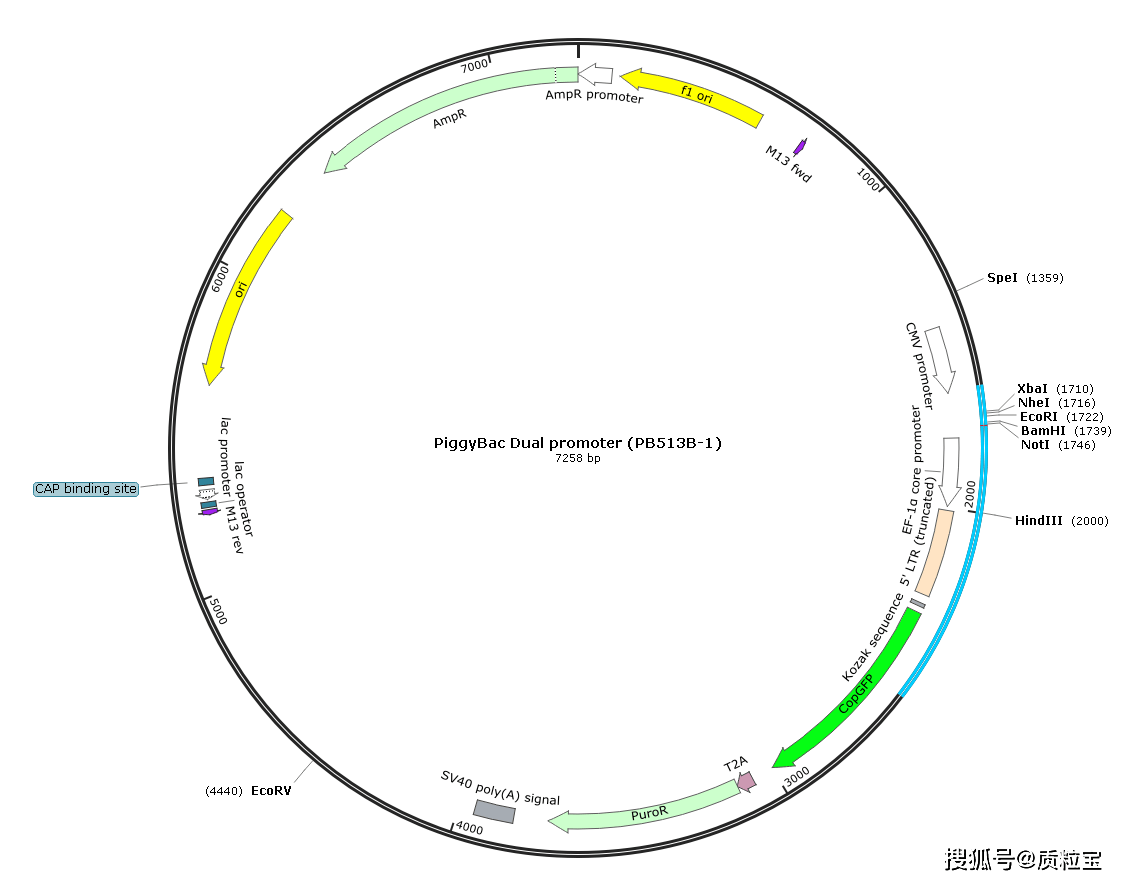 7000
AmpR promoter
f1 ori
AmpR
M13 fwd
1000
SpeI (1359)
6000
ori
CMV promoter
XbaI (1710)
NheI (1716)
EcoRI (1722)
BamHI (1739)
NotI (1746)
PiggyBac Dual promoter (PB513B-1)
7258 bp
lac promoter
lac operator
M13 rev
CAP binding site
EF-1α core promoter
2000
HindIII (2000)
5' LTR (truncated)
5000
Kozak sequence
CopGFP
T2A
3000
SV40 poly(A) signal
PuroR
(4440) EcoRV
4000
搜狐号@质粒宝